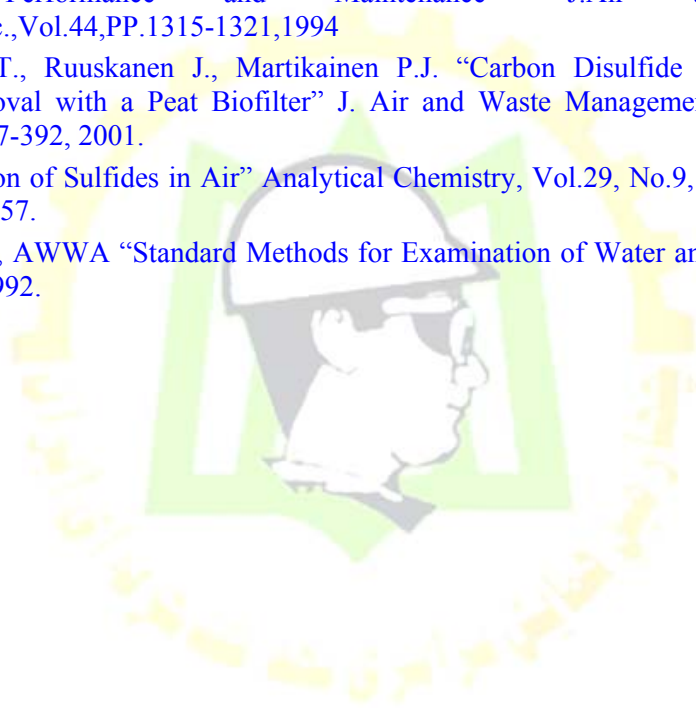 Performance and Maintenance J.Air
c.,Vol.44,PP.1315-1321,1994
T., Ruuskanen J., Martikainen P.J. “Carbon Disulfide
oval with a Peat Biofilter” J. Air and Waste Managemen
7-392, 2001.
on of Sulfides in Air” Analytical Chemistry, Vol.29, No.9,
57.
, AWWA “Standard Methods for Examination of Water an
992.